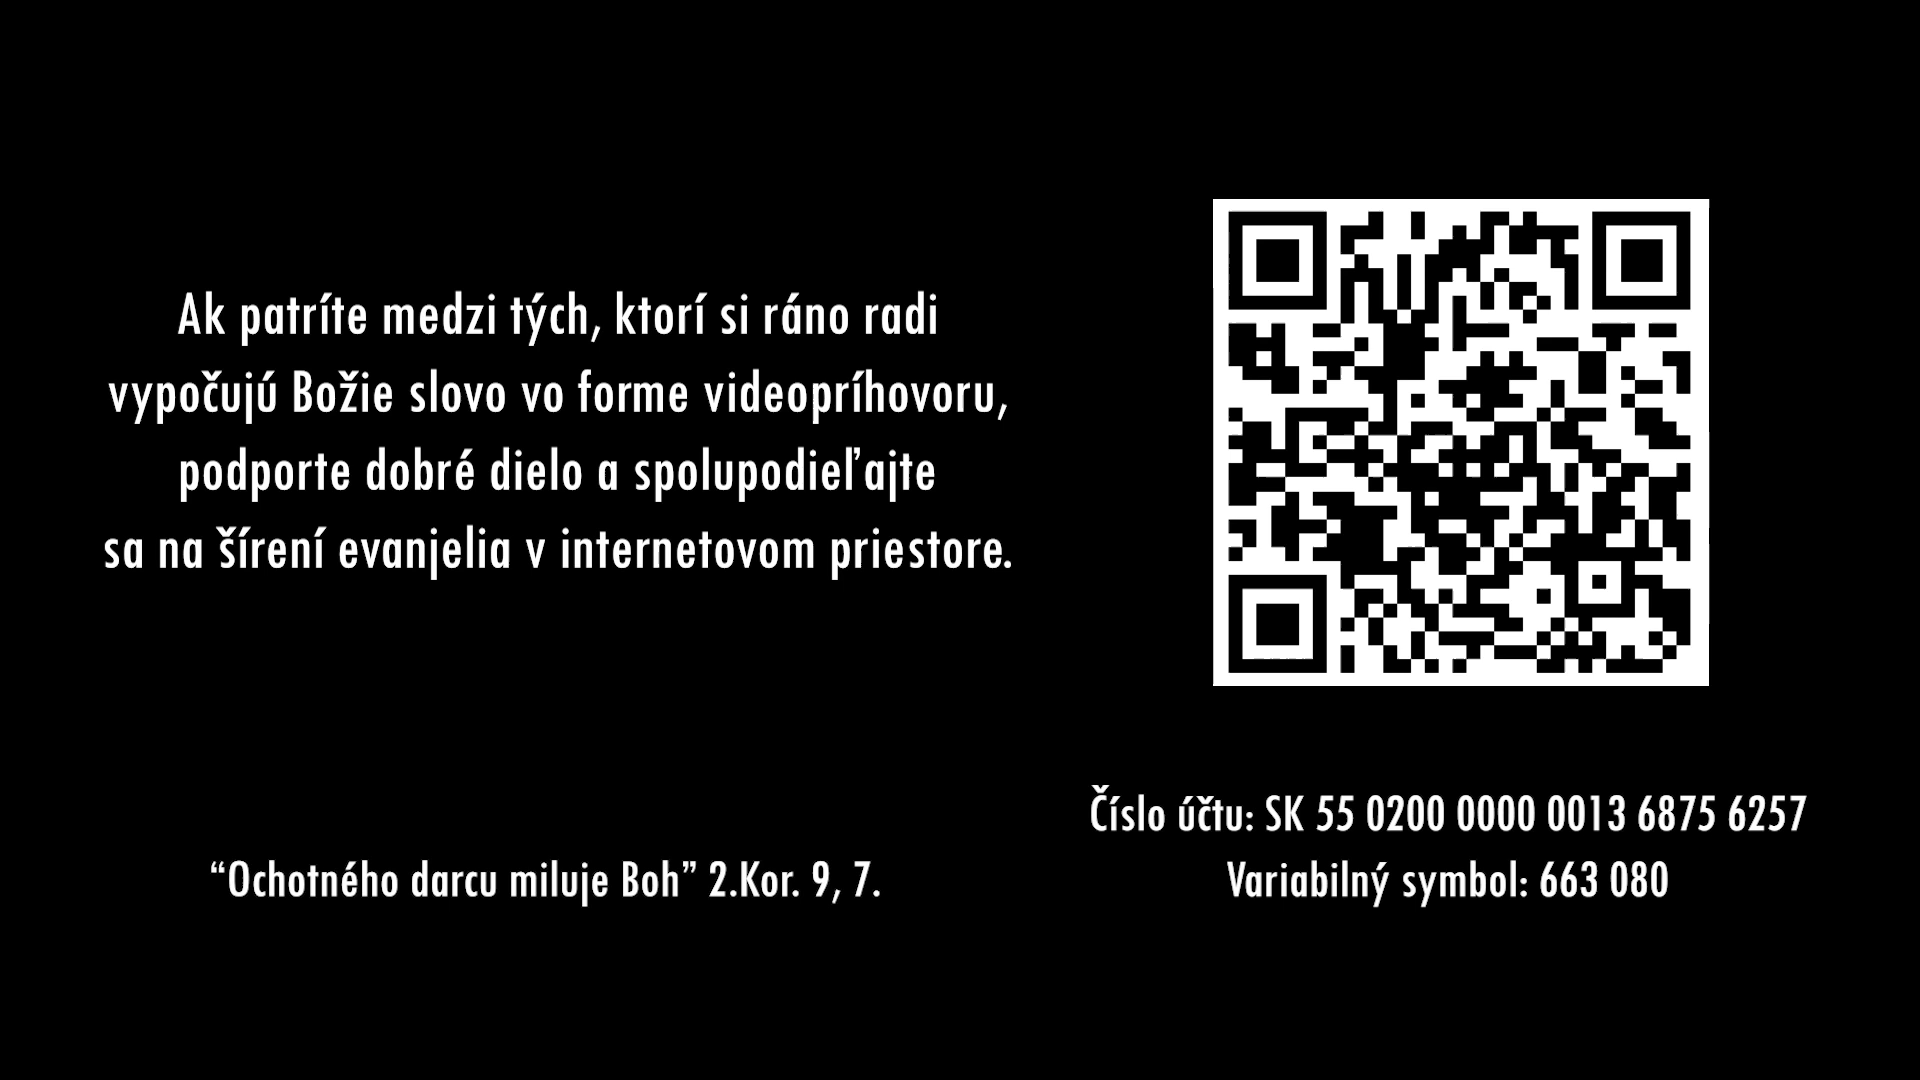 Ak patríte medzi tých, ktorí si ráno radi
vypočujú Božie slovo vo forme videopríhovoru,
podporte dobré dielo a spolupodieľajte
sa na šírení evanjelia v internetovom priestore.
“Ochotného darcu miluje Boh” 2.Kor. 9, 7.
Číslo účtu: SK 55 0200 0000 0013 6875 6257
Variabilný symbol: 663 080